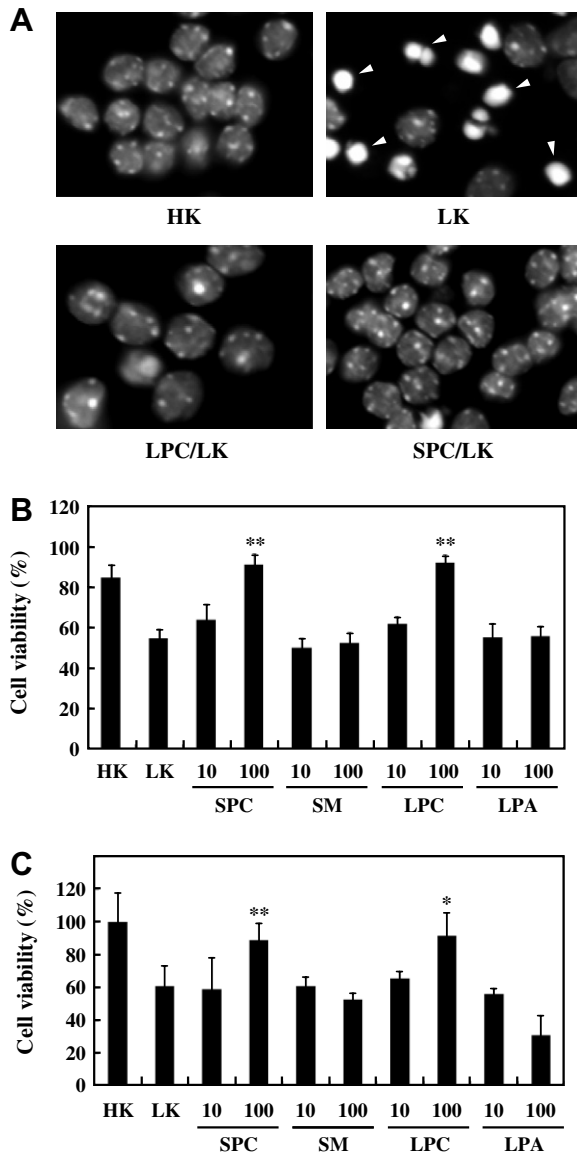 A
HK LK
LPC/LK SPC/LK
B
Cell viability (%)
120
100
80
60
40
20
0
** **
HK LK 10 100 10 100 10 100 10 100
SPC SM LPC LPA
C
Cell viability (%)
120
100
80
60
40
20
0
** *
HK LK 10 100 10 100 10 100 10 100
SPC SM LPC LPA